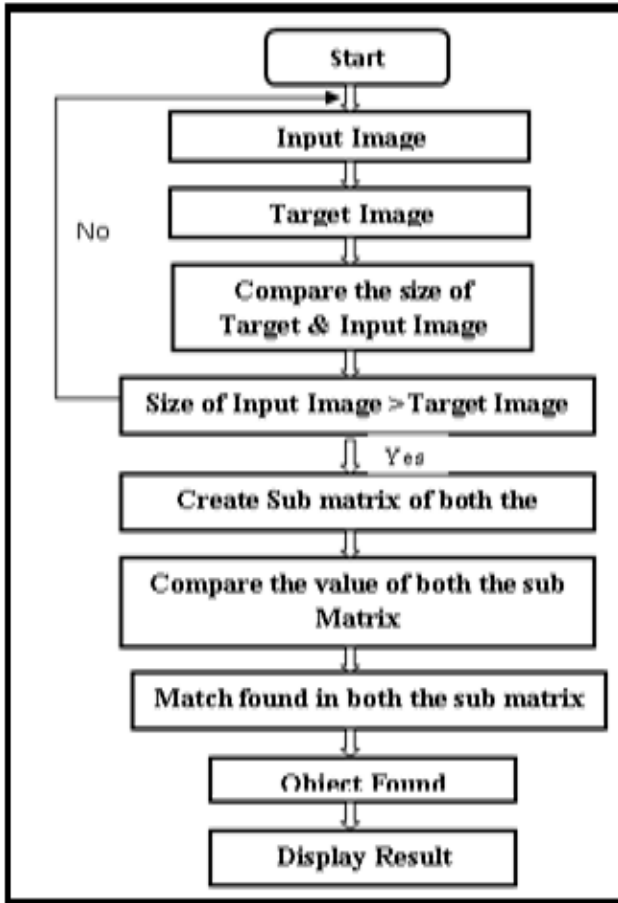 Start
Input Image
Target Image
No
Compare the size of
Target & Input Image
Size of Input Image >Target Image
Yes
Create Sub matrix of both the
Compare the value of both the sub
Matrix
Match found in both the sub matrix
Object Found
Display Result